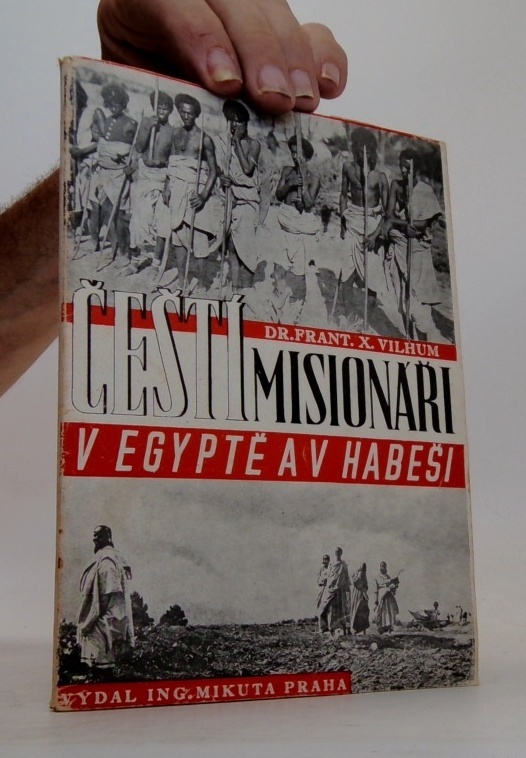 DR. FRANT. X. VILHUM
ČEŠTÍ MISIONÁŘI
V EGYPTĚ A V HABEŠI
VYDAL ING. MIKUTA PRAHA